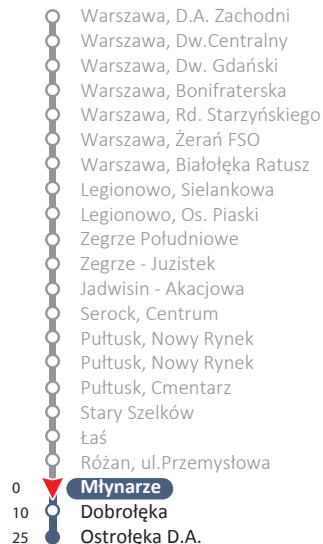 Warszawa, D.A. Zachodni
Warszawa, Dw.Centralny
Warszawa, Dw. Gdański
Warszawa, Bonifraterska
Warszawa, Rd. Starzyńskiego
Warszawa, Żerań FSO
Warszawa, Białołęka Ratusz
Legionowo, Sielankowa
Legionowo, Os. Piaski
Zegrze Południowe
Zegrze - Juzistek
Jadwisin - Akacjowa
Serock, Centrum
Pułtusk, Nowy Rynek
Pułtusk, Nowy Rynek
Pułtusk, Cmentarz
Stary Szelków
Łaś
Różan, ul.Przemysłowa
0 Młynarze
10 Dobrołęka
25 Ostrołęka D.A.